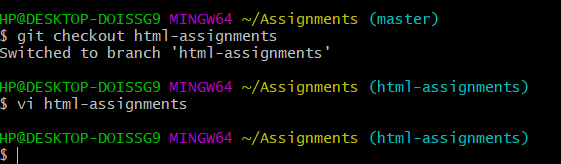 HP@DESKTOP-DOISSG9 MINGW64 ~/Assignments (master)
$ git checkout html-assignments
Switched to branch 'html-assignments'
HP@DESKTOP-DOISSG9 MINGW64 ~/Assignments (html-assignments)
$ vi html-assignments
HP@DESKTOP-DOISSG9 MINGW64 ~/Assignments (html-assignments)
$